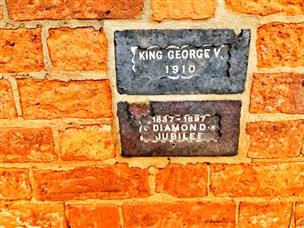 KING GEORGE V.
1910
1837-1897
DIAMOND
JUBILEE